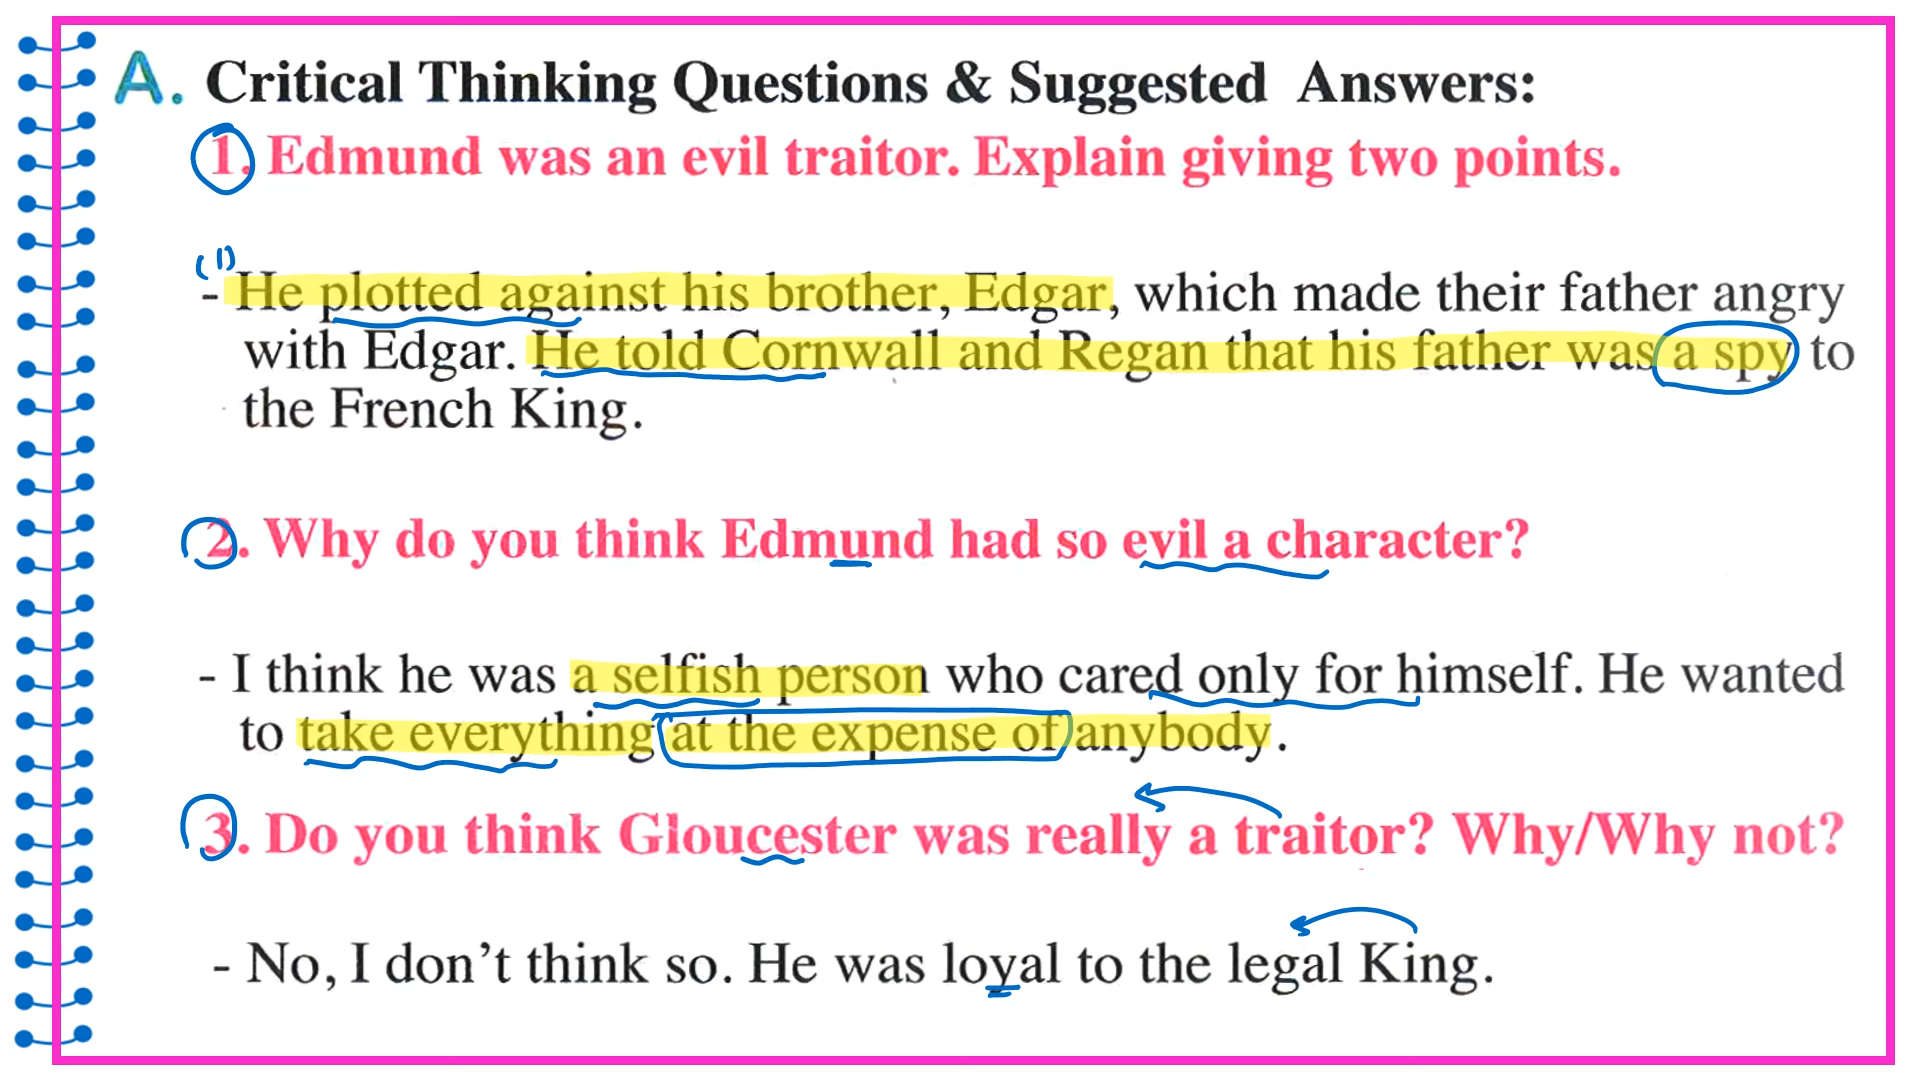 A. Critical Thinking Questions & Suggested Answers:
1. Edmund was an evil traitor. Explain giving two points.
(1)
- He plotted against his brother, Edgar, which made their father angry
with Edgar. He told Cornwall and Regan that his father was a spy to
the French King.
2. Why do you think Edmund had so evil a character?
- I think he was a selfish person who cared only for himself. He wanted
to take everything at the expense of anybody.
3. Do you think Gloucester was really a traitor? Why/Why not?
- No, I don't think so. He was loyal to the legal King.